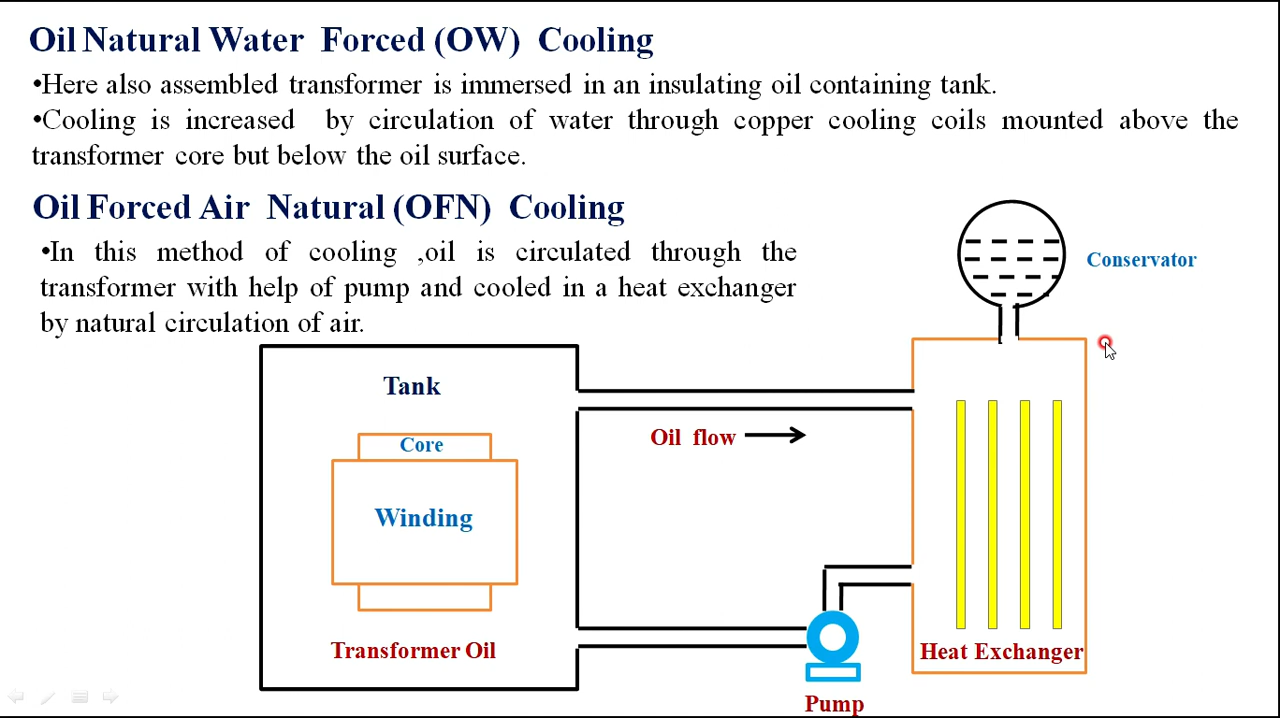 Oil Natural Water Forced (OW) Cooling
•Here also assembled transformer is immersed in an insulating oil containing tank.
•Cooling is increased by circulation of water through copper cooling coils mounted above the
transformer core but below the oil surface.
Oil Forced Air Natural (OFN) Cooling
•In this method of cooling ,oil is circulated through the
transformer with help of pump and cooled in a heat exchanger
by natural circulation of air.
Conservator
Tank
Core
Oil flow
Winding
Transformer Oil
Heat Exchanger
Pump